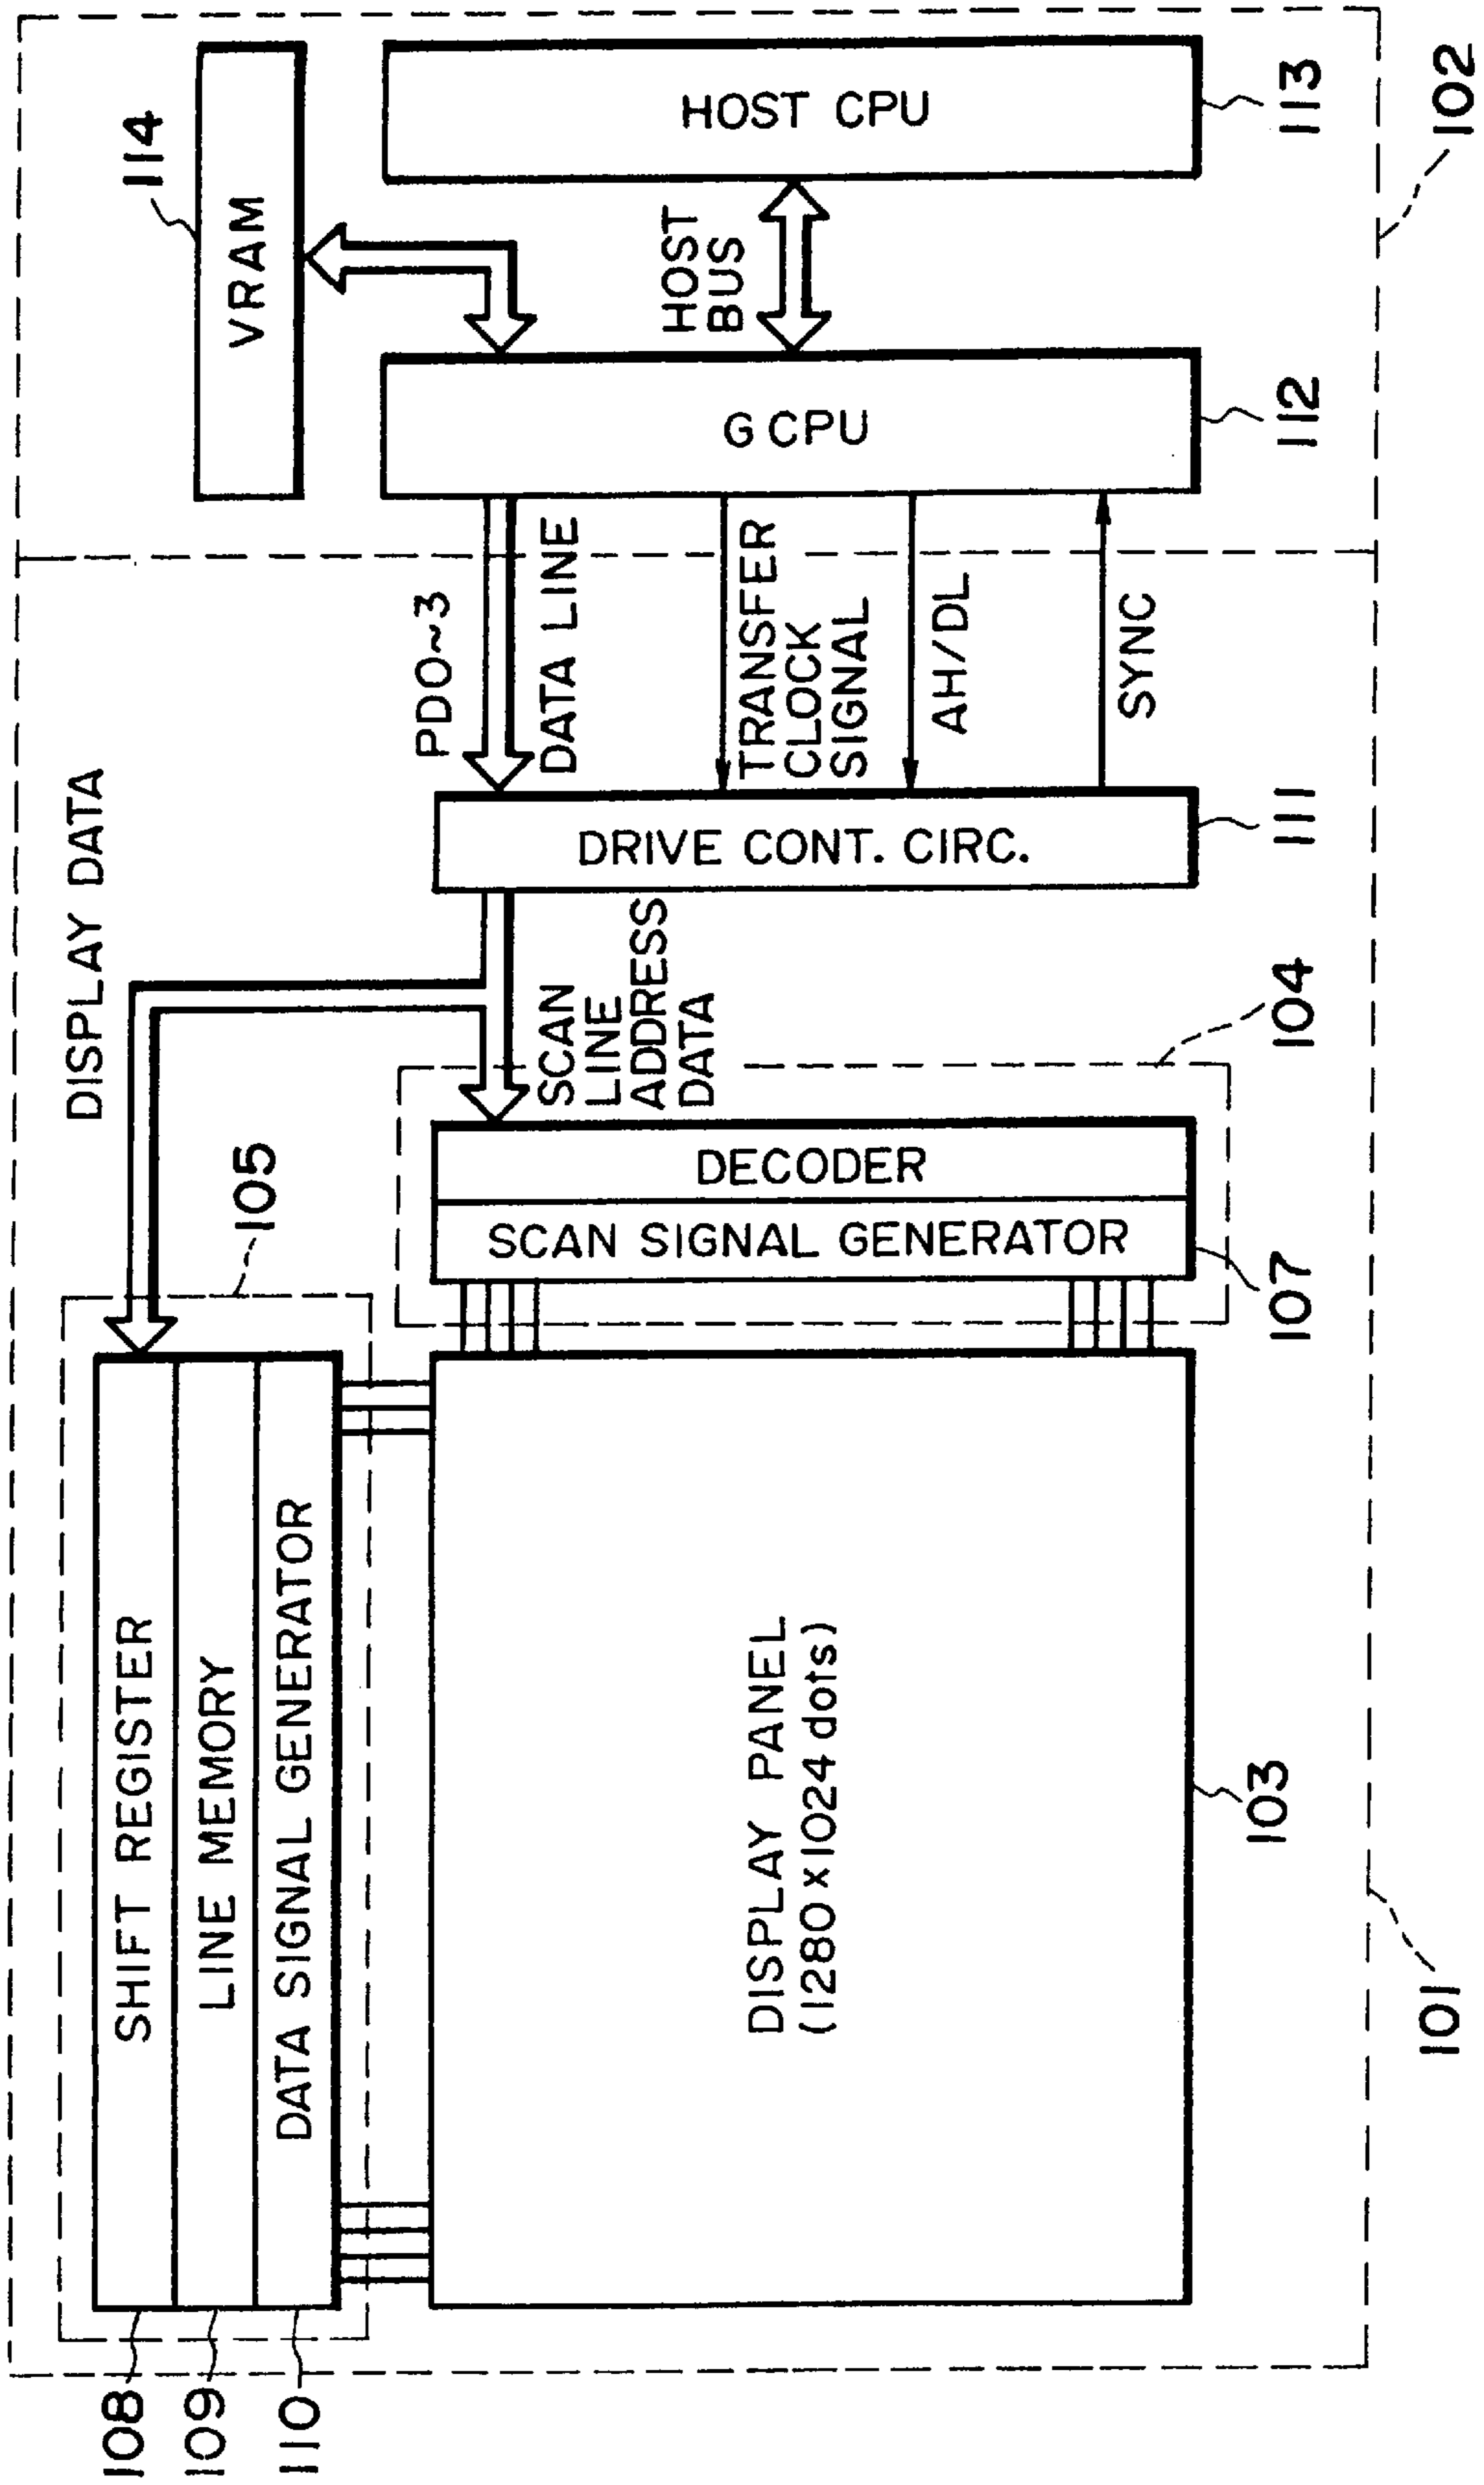 108
109
110
SHIFT REGISTER
LINE MEMORY
DATA SIGNAL GENERATOR
105
DISPLAY DATA
114
VRAM
DISPLAY PANEL
(1280 x 1024 dots)
103
SCAN SIGNAL GENERATOR
DECODER
107
104
SCAN
LINE
ADDRESS
DATA
DRIVE CONT. CIRC.
111
PD0~3
DATA LINE
TRANSFER
CLOCK
SIGNAL
AH/DL
SYNC
G CPU
112
HOST
BUS
HOST CPU
113
101
102